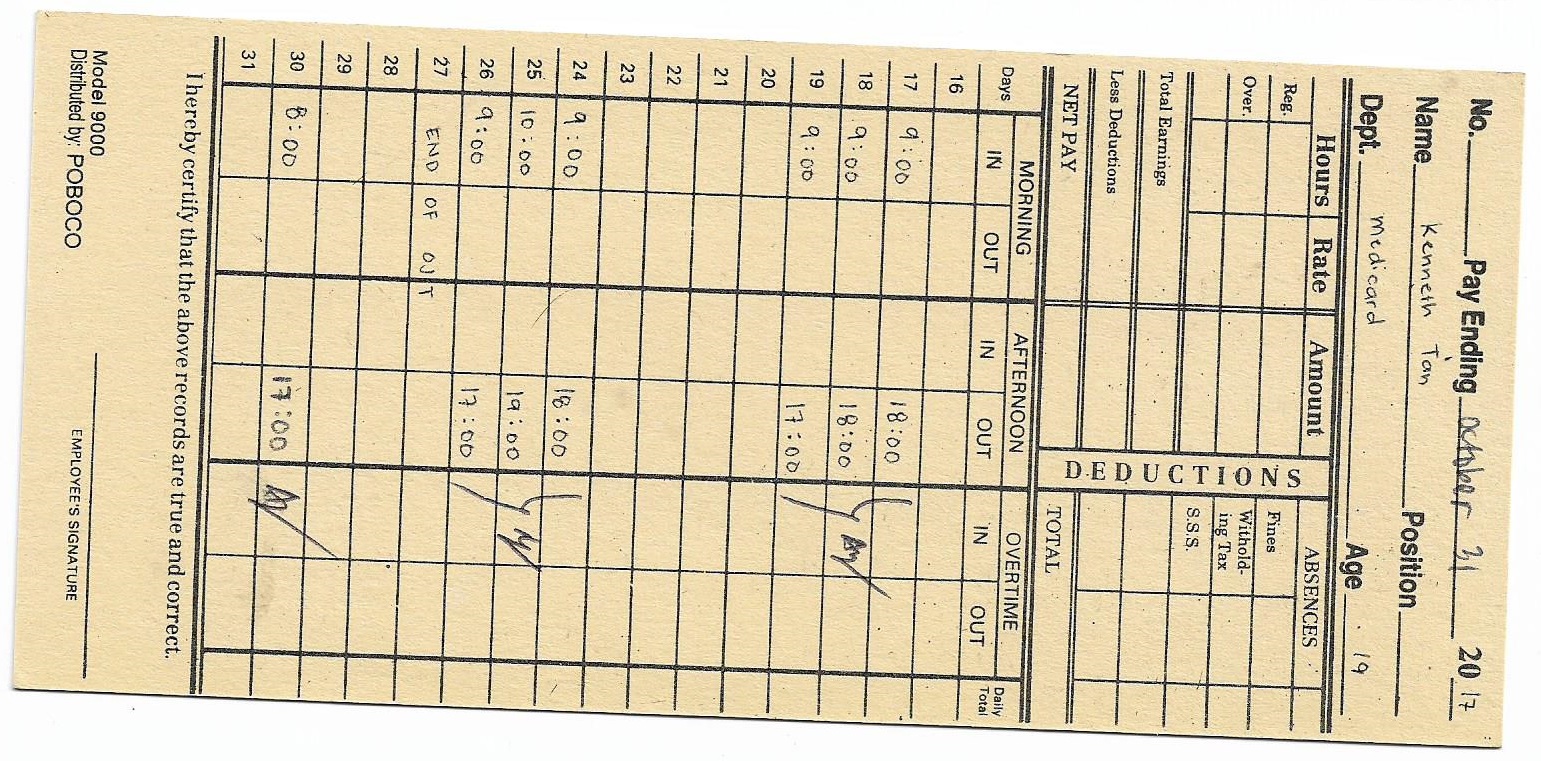 No. Pay Ending October 31 20 17
Name Kenneth Tan Position
Dept. Medicard Age 19
Hours Rate Amount DEDUCTIONS ABSENCES
Reg. Fines
Over. Withold-
ing Tax
S.S.S.
Total Earnings
Less Deductions
NET PAY TOTAL
Days MORNING AFTERNOON OVERTIME Daily
Total
IN OUT IN OUT IN OUT
16
17 9:00 18:00
18 9:00 18:00
19 9:00 17:00
20
21
22
23
24 9:00 18:00
25 10:00 19:00
26 9:00 17:00
27 END OF OJT
28
29
30 8:00 17:00
31
I hereby certify that the above records are true and correct.
Model 9000
Distributed by: POBOCO
EMPLOYEE'S SIGNATURE